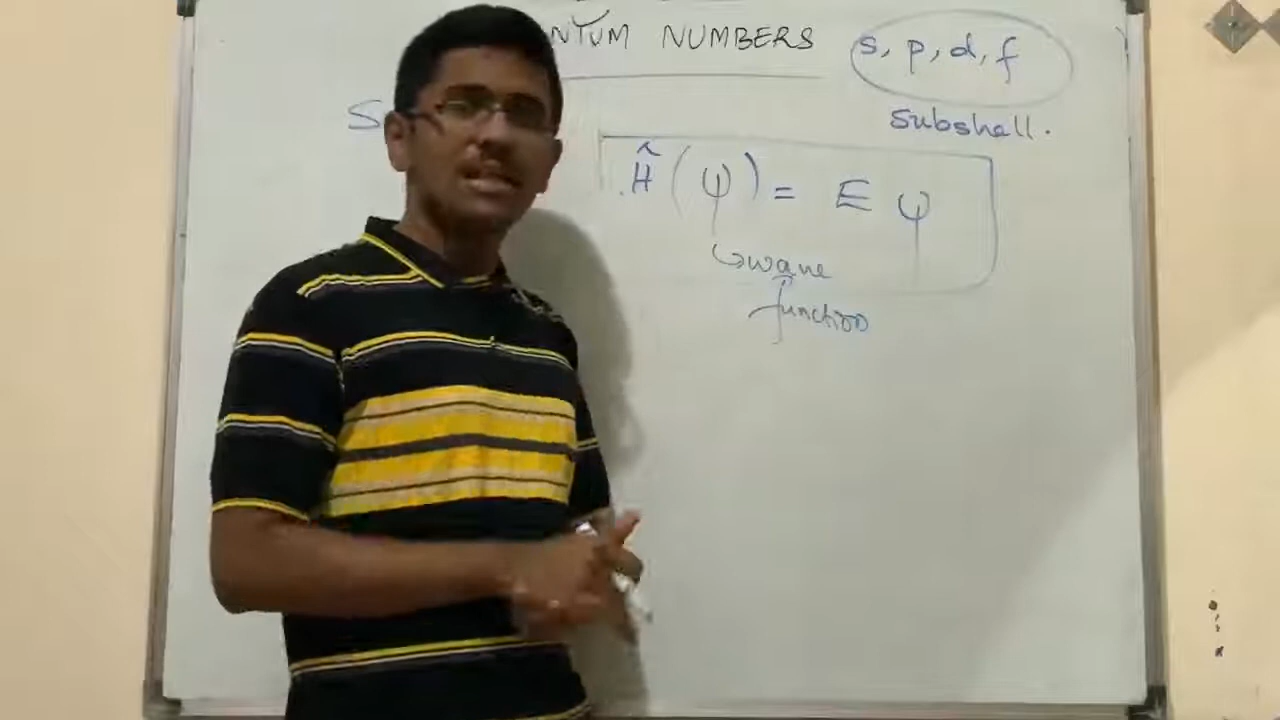 NTUM NUMBERS
s, p, d, f
subshell.
S
Ĥ (ψ) = E ψ
↳ wave
function